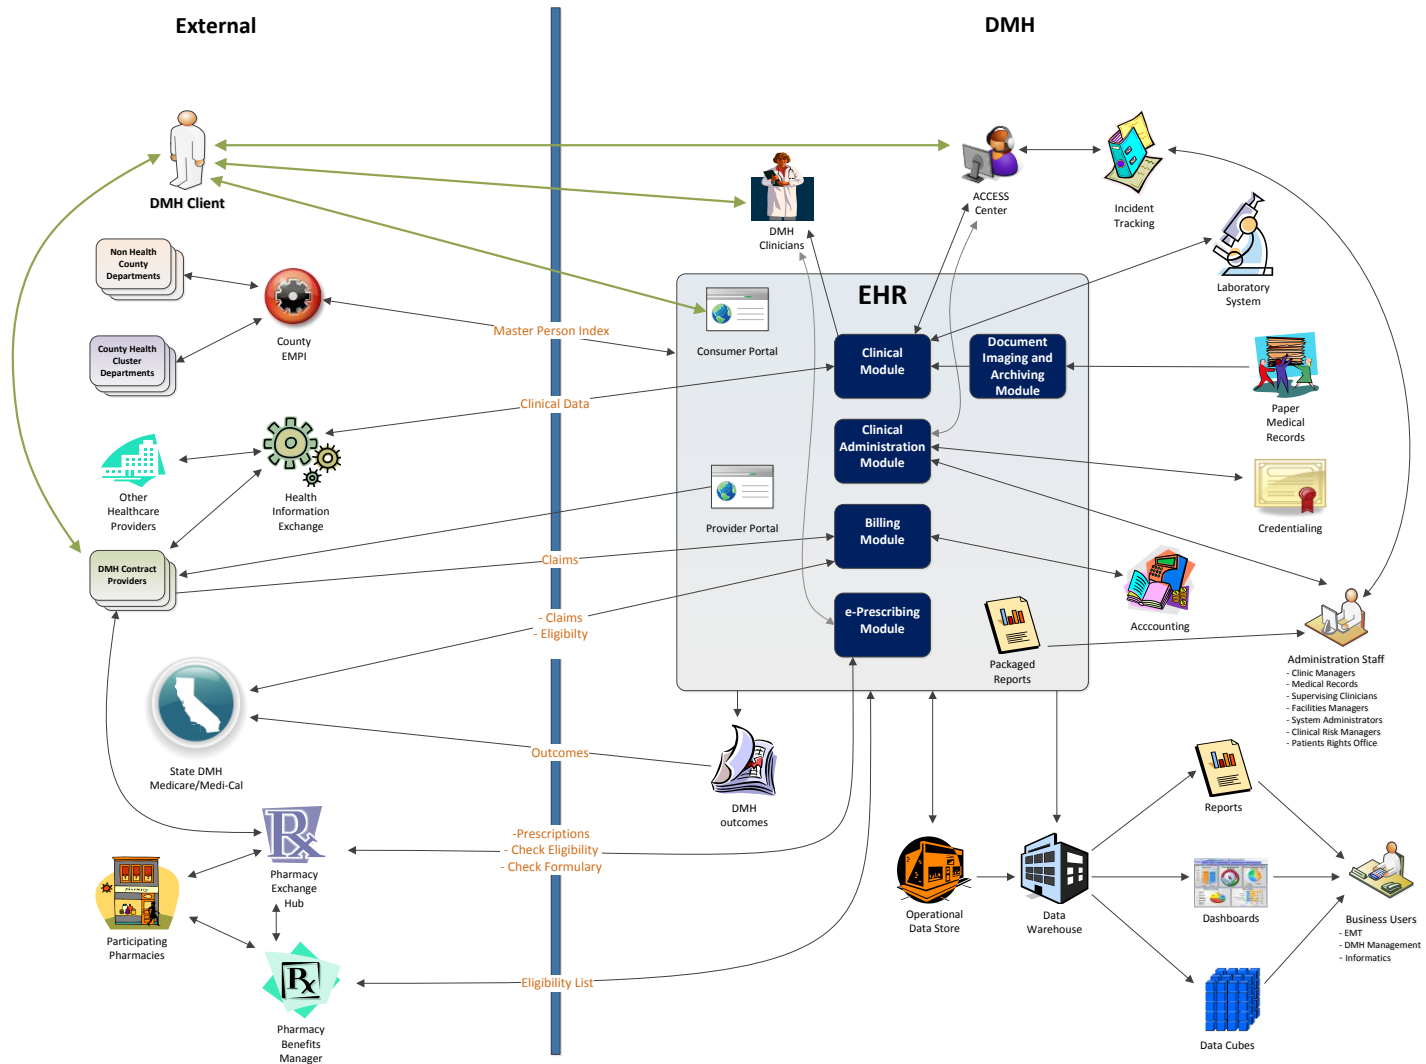 External
DMH
DMH Client
DMH
Clinicians
ACCESS
Center
Incident
Tracking
Non Health
County
Departments
County Health
Cluster
Departments
County
EMPI
Master Person Index
EHR
Consumer Portal
Clinical
Module
Document
Imaging and
Archiving
Module
Laboratory
System
Paper
Medical
Records
Clinical Data
Clinical
Administration
Module
Other
Healthcare
Providers
Health
Information
Exchange
Provider Portal
Credentialing
DMH Contract
Providers
Claims
Billing
Module
- Claims
- Eligibilty
e-Prescribing
Module
Packaged
Reports
Acccounting
Administration Staff
- Clinic Managers
- Medical Records
- Supervising Clinicians
- Facilities Managers
- System Administrators
- Clinical Risk Managers
- Patients Rights Office
State DMH
Medicare/Medi-Cal
Outcomes
DMH
outcomes
Rx
Pharmacy
Exchange
Hub
-Prescriptions
- Check Eligibility
- Check Formulary
pharmacy
Participating
Pharmacies
Rx
Pharmacy
Benefits
Manager
Eligibility List
Operational
Data Store
Data
Warehouse
Reports
Dashboards
Data Cubes
Business Users
- EMT
- DMH Management
- Informatics